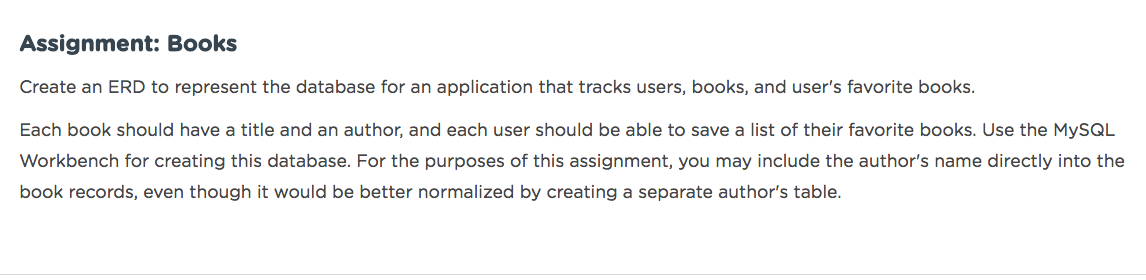 Assignment: Books
Create an ERD to represent the database for an application that tracks users, books, and user's favorite books.
Each book should have a title and an author, and each user should be able to save a list of their favorite books. Use the MySQL
Workbench for creating this database. For the purposes of this assignment, you may include the author's name directly into the
book records, even though it would be better normalized by creating a separate author's table.